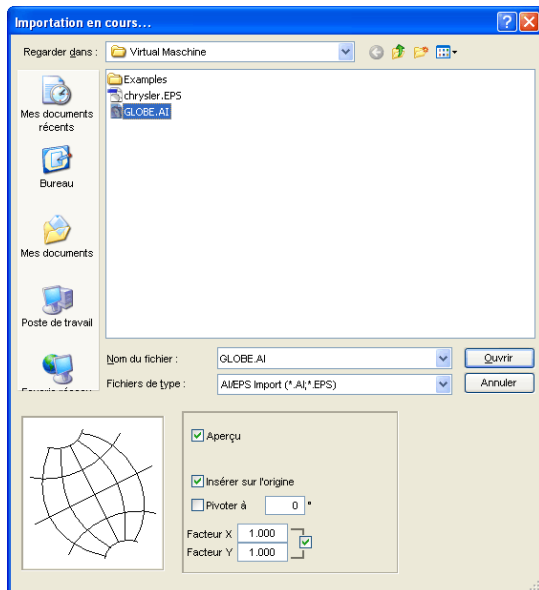 Importation en cours...
Regarder dans :
Virtual Maschine
Examples
chrysler.EPS
GLOBE.AI
Mes documents
récents
Bureau
Mes documents
Poste de travail
Nom du fichier :
GLOBE.AI
Ouvrir
Fichiers de type :
AI/EPS Import (*.AI;*.EPS)
Annuler
Aperçu
Insérer sur l'origine
Pivoter à
0 °
Facteur X
1.000
Facteur Y
1.000